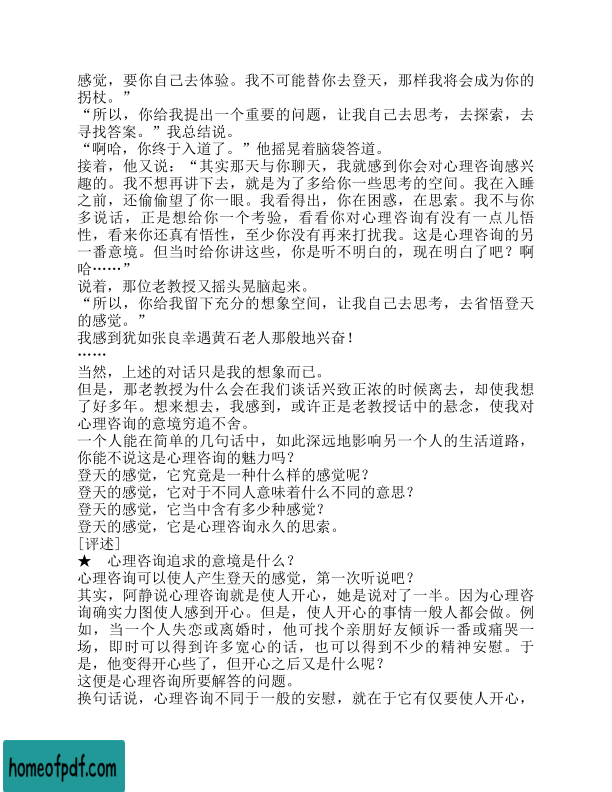 感觉，要你自己去体验。我不可能替你去登天，那样我将会成为你的
拐杖。”
“所以，你给我提出一个重要的问题，让我自己去思考，去探索，去
寻找答案。”我总结说。
“啊哈，你终于入道了。”他摇晃着脑袋答道。
接着，他又说：“其实那天与你聊天，我就感到你会对心理咨询感兴
趣的。我不想再讲下去，就是为了多给你一些思考的空间。我在入睡
之前，还偷偷望了你一眼。我看得出，你在困惑，在思索。我不与你
多说话，正是想给你一个考验，看看你对心理咨询有没有一点儿悟
性，看来你还真有悟性，至少你没有再来打扰我。这是心理咨询的另
一番意境。但当时给你讲这些，你是听不明白的，现在明白了吧？啊
哈……”
说着，那位老教授又摇头晃脑起来。
“所以，你给我留下充分的想象空间，让我自己去思考，去省悟登天
的感觉。”
我感到犹如张良幸遇黄石老人那般地兴奋！
……
当然，上述的对话只是我的想象而已。
但是，那老教授为什么会在我们谈话兴致正浓的时候离去，却使我想
了好多年。想来想去，我感到，或许正是老教授话中的悬念，使我对
心理咨询的意境穷追不舍。
一个人能在简单的几句话中，如此深远地影响另一个人的生活道路，
你能不说这是心理咨询的魅力吗？
登天的感觉，它究竟是一种什么样的感觉呢？
登天的感觉，它对于不同人意味着什么不同的意思？
登天的感觉，它当中含有多少种感觉？
登天的感觉，它是心理咨询永久的思索。
[评述]
★　心理咨询追求的意境是什么？
心理咨询可以使人产生登天的感觉，第一次听说吧？
其实，阿静说心理咨询就是使人开心，她是说对了一半。因为心理咨
询确实力图使人感到开心。但是，使人开心的事情一般人都会做。例
如，当一个人失恋或离婚时，他可找个亲朋好友倾诉一番或痛哭一
场，即时可以得到许多宽心的话，也可以得到不少的精神安慰。于
是，他变得开心些了，但开心之后又是什么呢？
这便是心理咨询所要解答的问题。
换句话说，心理咨询不同于一般的安慰，就在于它有仅要使人开心，
homeofpdf.com